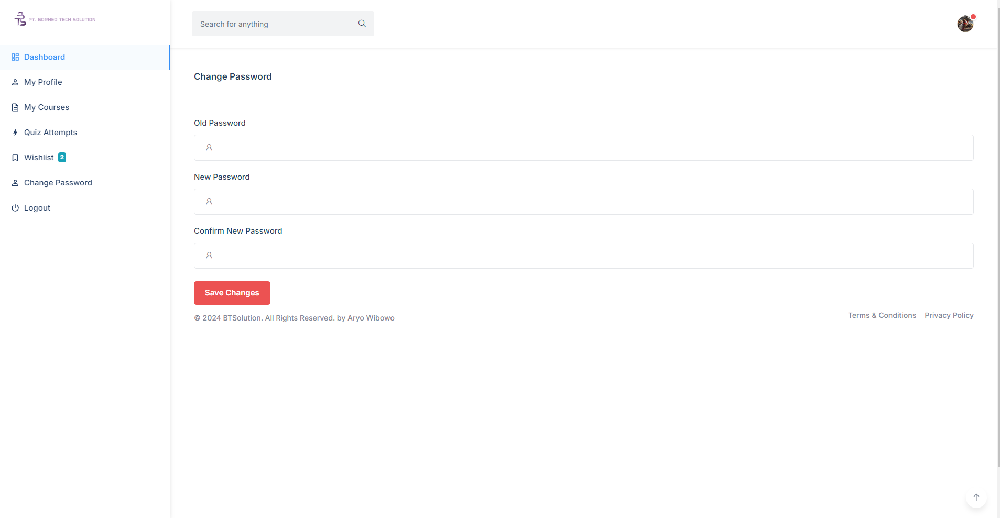 BTS PT. BORNEO TECH SOLUTION
Search for anything
Dashboard
My Profile
My Courses
Quiz Attempts
Wishlist 2
Change Password
Logout
Change Password
Old Password
New Password
Confirm New Password
Save Changes
© 2024 BTSolution. All Rights Reserved. by Aryo Wibowo
Terms & Conditions Privacy Policy